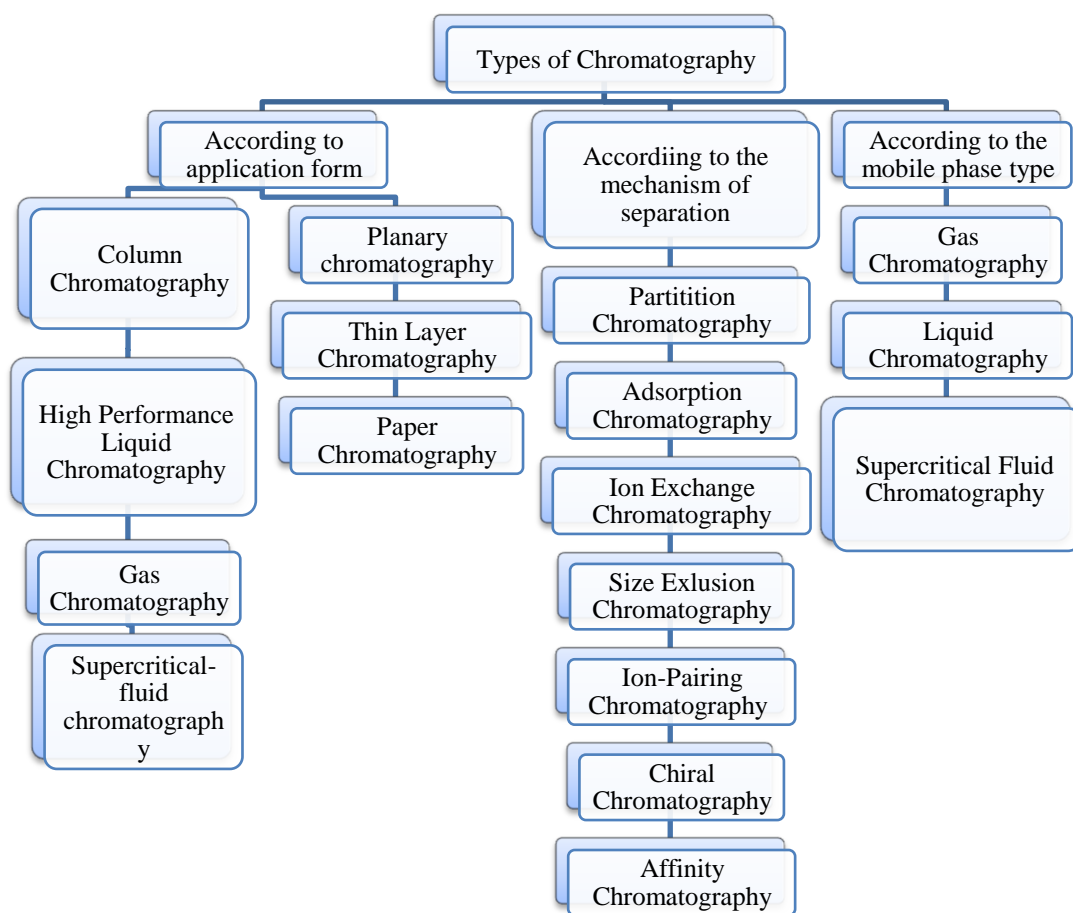 Types of Chromatography
According to
application form
Column
Chromatography
High Performance
Liquid
Chromatography
Gas
Chromatography
Supercritical-
fluid
chromatograph
y
Planary
chromatography
Thin Layer
Chromatography
Paper
Chromatography
Accordiing to the
mechanism of
separation
Partitition
Chromatography
Adsorption
Chromatography
Ion Exchange
Chromatography
Size Exlusion
Chromatography
Ion-Pairing
Chromatography
Chiral
Chromatography
Affinity
Chromatography
According to the
mobile phase type
Gas
Chromatography
Liquid
Chromatography
Supercritical Fluid
Chromatography